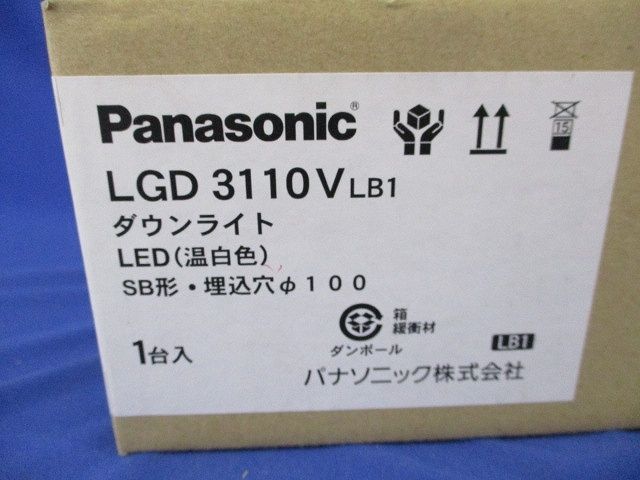 Panasonic®
15
LGD 3110V LB1
ダウンライト
LED(温白色)
SB形・埋込穴φ100
箱
緩衝材
ダンボール
LB1
1台入
パナソニック株式会社